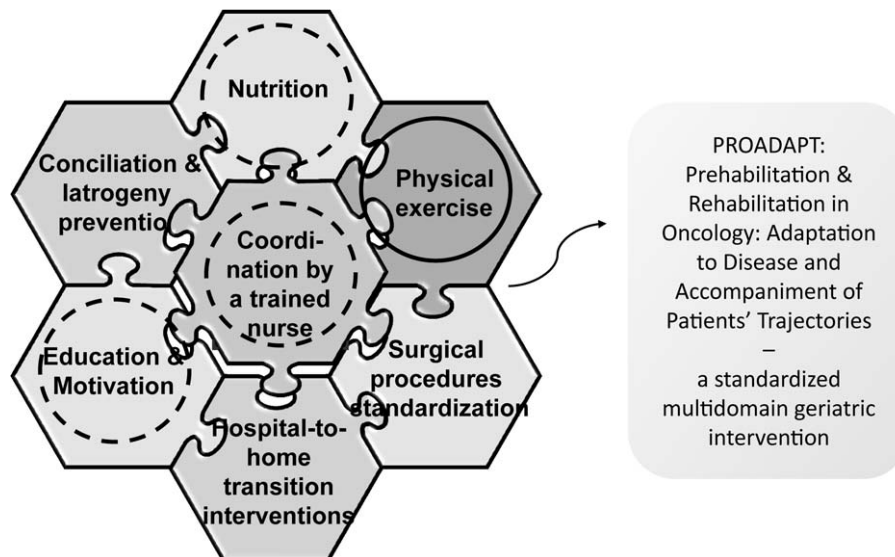 Nutrition
Conciliation &
Iatrogeny
preventio
Physical
exercise
Coordi-
nation by
a trained
nurse
Education &
Motivation
Surgical
procedures
standardization
Hospital-to-
home
transition
interventions
PROADAPT:
Prehabilitation &
Rehabilitation in
Oncology: Adaptation
to Disease and
Accompaniment of
Patients’ Trajectories
–
a standardized
multidomain geriatric
intervention